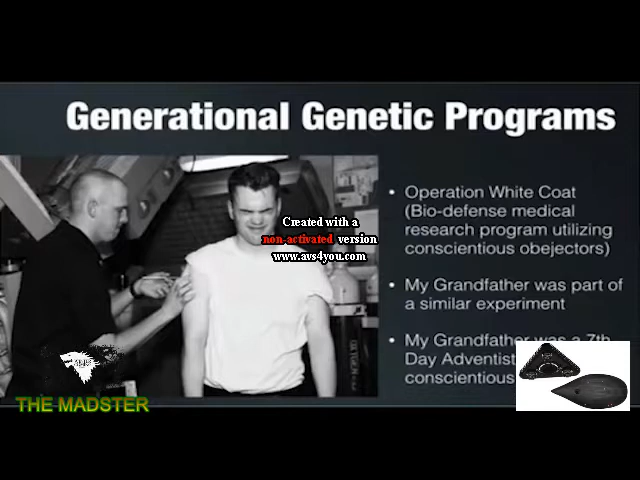 Generational Genetic Programs
• Operation White Coat
(Bio-defense medical
research program utilizing
conscientious obejectors)
• My Grandfather was part of
a similar experiment
• My Grandfather was a 7th
Day Adventist
conscientious
Created with a
non-activated version
www.avs4you.com
THE MADSTER